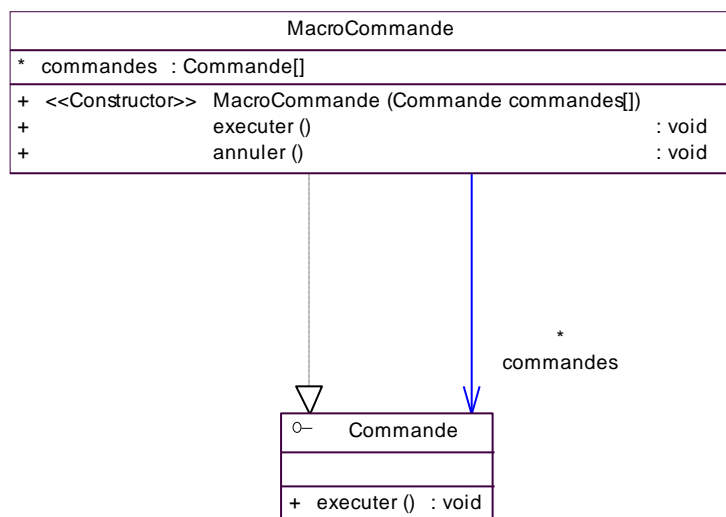 MacroCommande
* commandes : Commande[]
+ <<Constructor>> MacroCommande (Commande commandes[])
+ executer () : void
+ annuler () : void
*
commandes
Commande
+ executer () : void